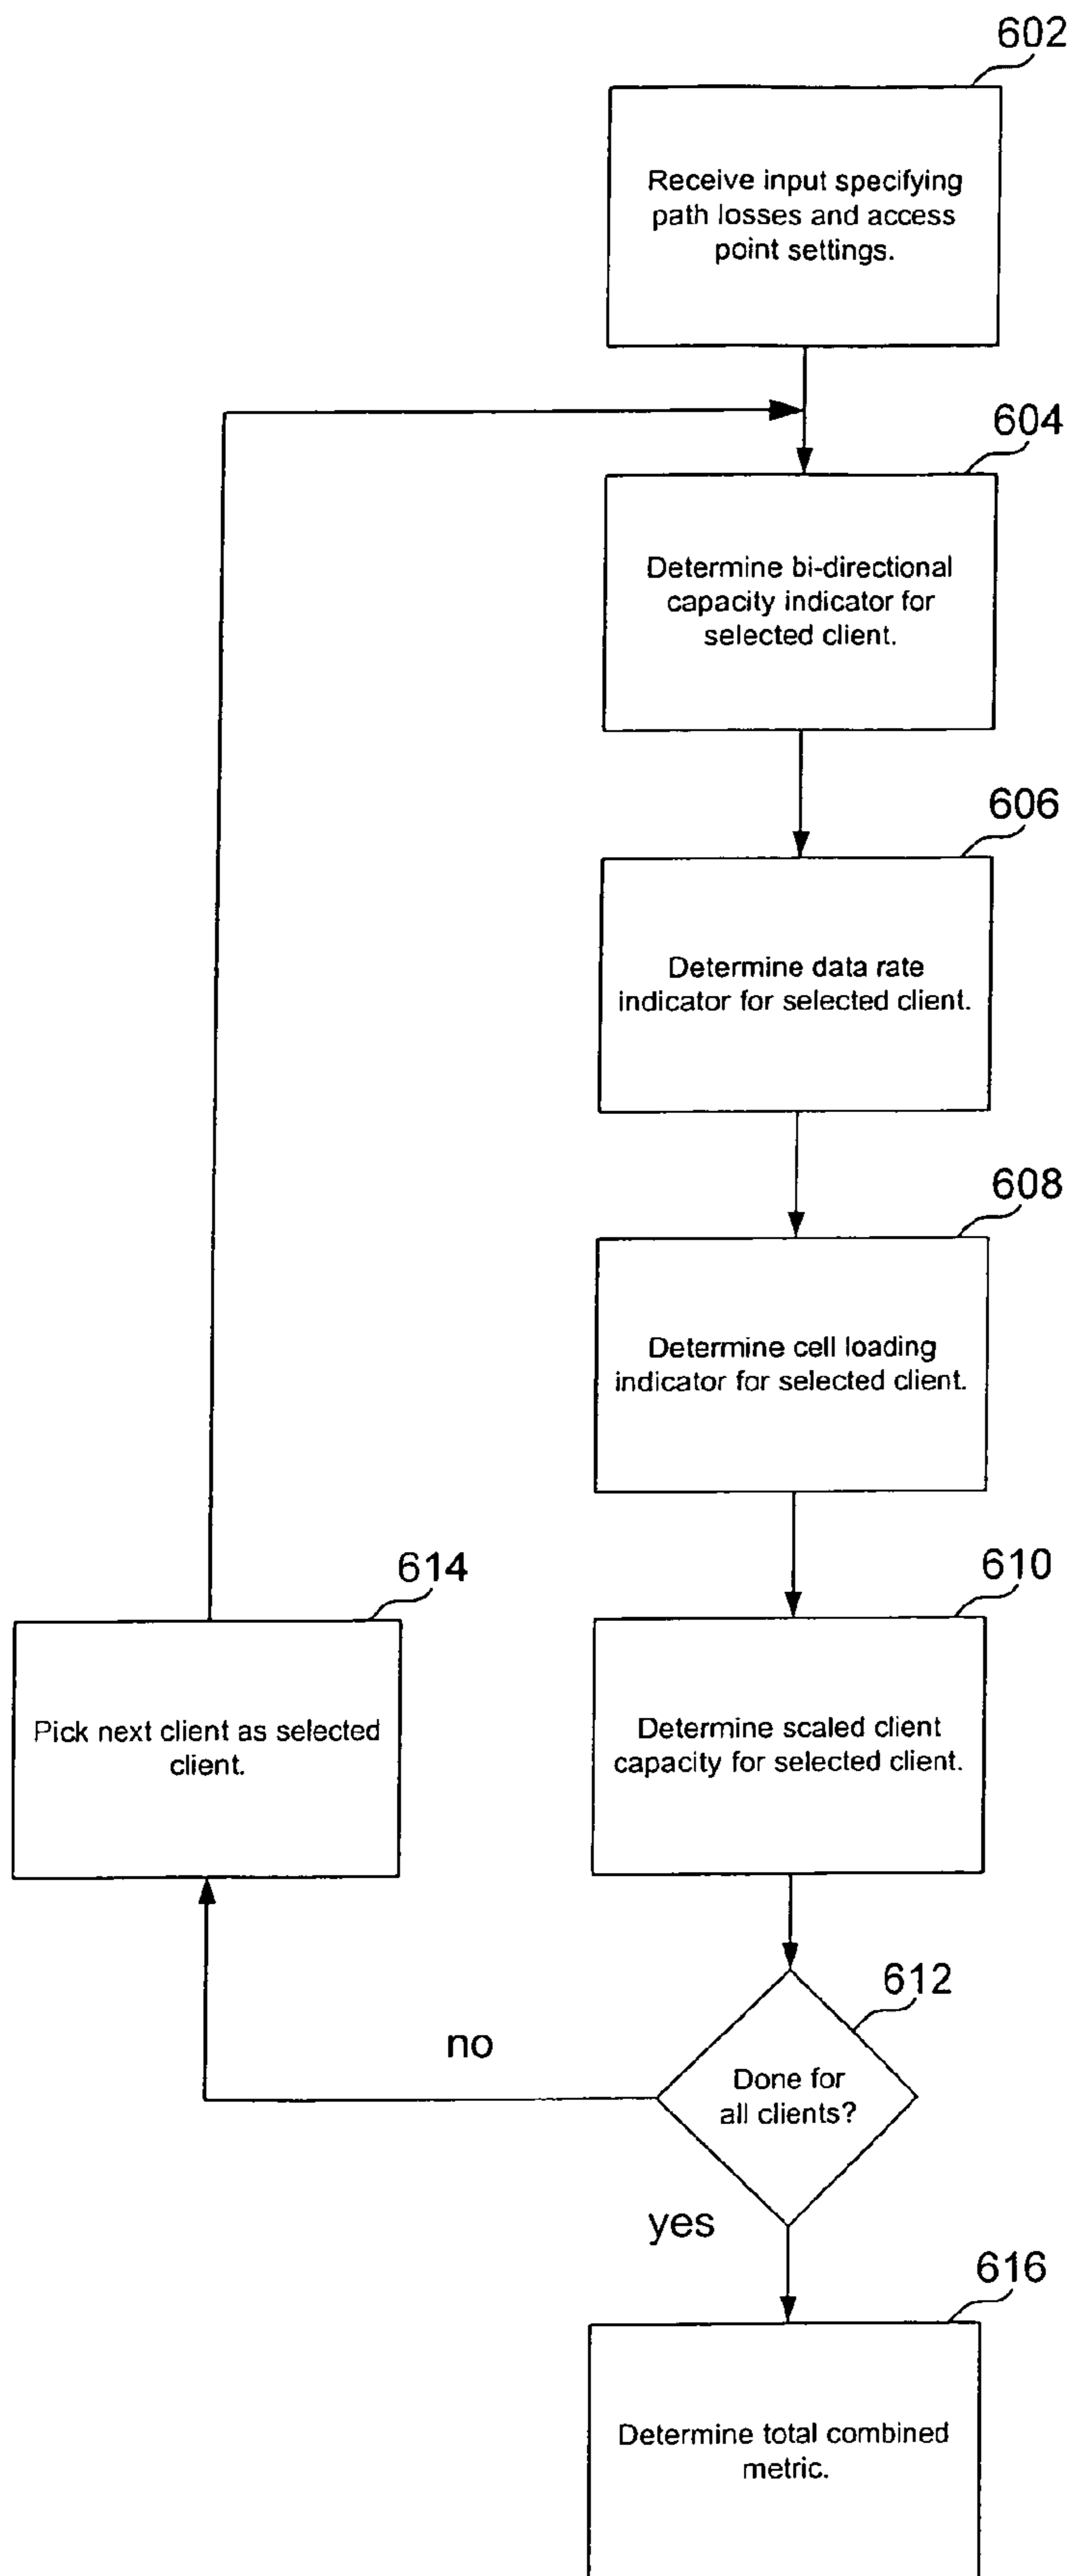 602
Receive input specifying
path losses and access
point settings.
604
Determine bi-directional
capacity indicator for
selected client.
606
Determine data rate
indicator for selected client.
608
Determine cell loading
indicator for selected client.
610
Determine scaled client
capacity for selected client.
614
Pick next client as selected
client.
612
Done for
all clients?
no
yes
616
Determine total combined
metric.